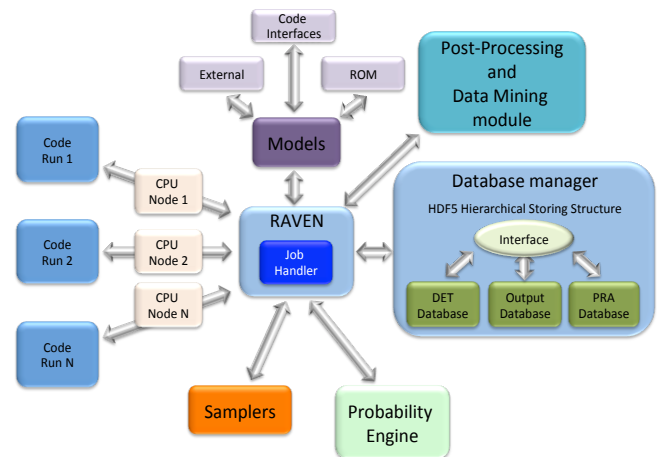 Code
Interfaces
External
ROM
Models
Post-Processing
and
Data Mining
module
Code
Run 1
CPU
Node 1
Code
Run 2
CPU
Node 2
Code
Run N
CPU
Node N
RAVEN
Job
Handler
Database manager
HDF5 Hierarchical Storing Structure
Interface
DET
Database
Output
Database
PRA
Database
Samplers
Probability
Engine